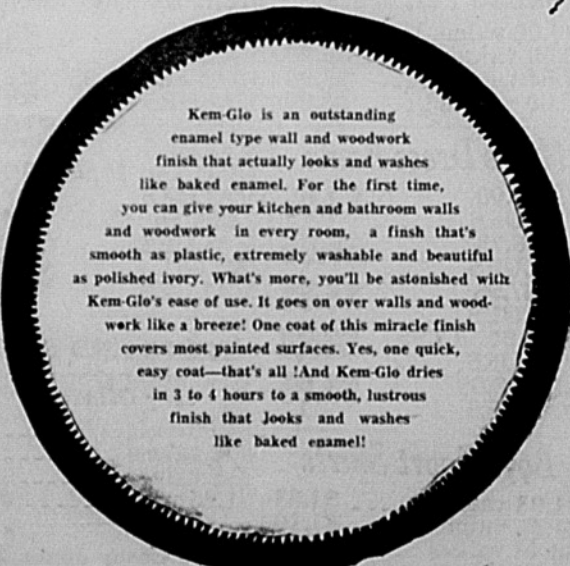 Kem-Glo is an outstanding
enamel type wall and woodwork
finish that actually looks and washes
like baked enamel. For the first time,
you can give your kitchen and bathroom walls
and woodwork in every room, a finsh that's
smooth as plastic, extremely washable and beautiful
as polished ivory. What's more, you'll be astonished with
Kem-Glo's ease of use. It goes on over walls and wood-
work like a breeze! One coat of this miracle finish
covers most painted surfaces. Yes, one quick,
easy coat—that's all !And Kem-Glo dries
in 3 to 4 hours to a smooth, lustrous
finish that looks and washes
like baked enamel!